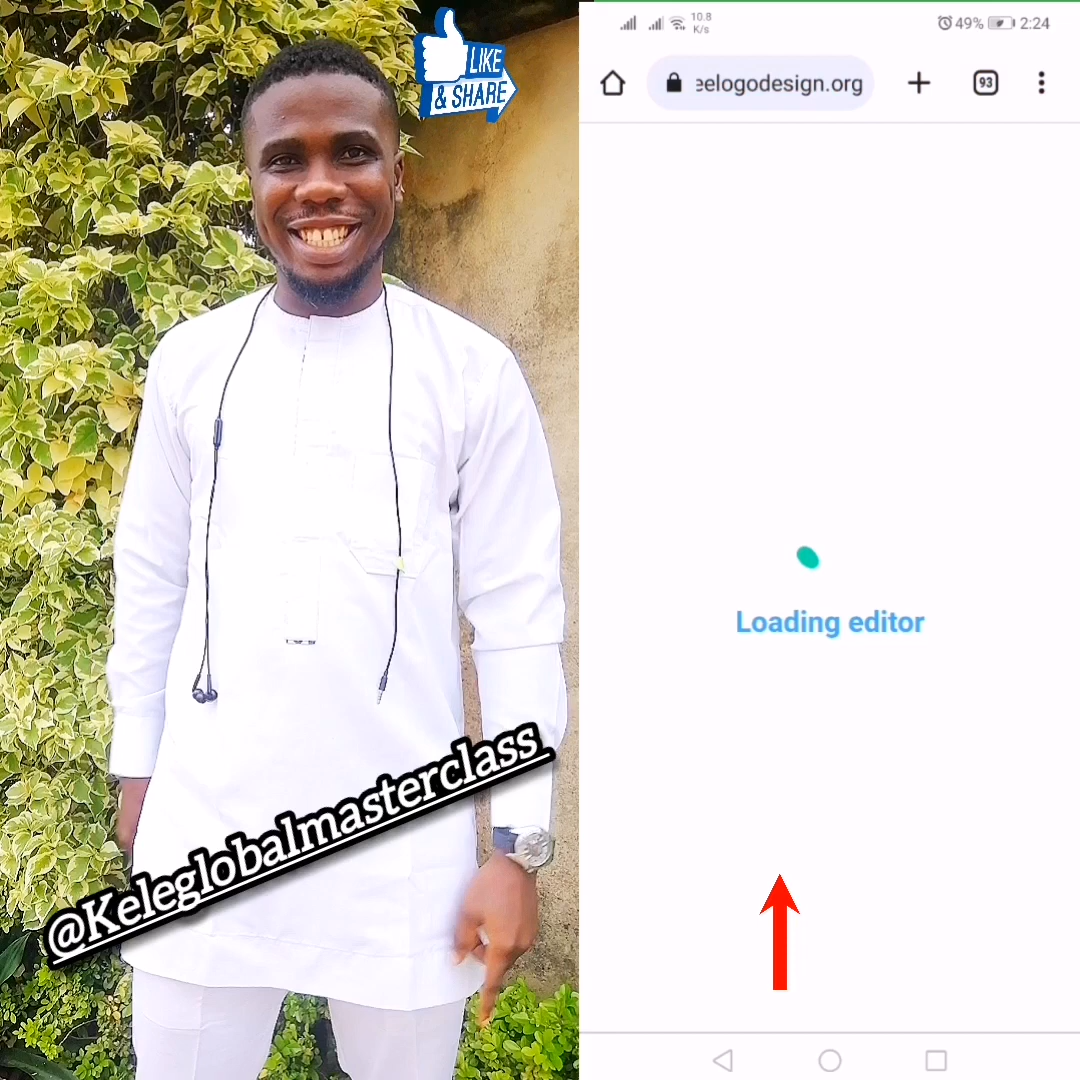 LIKE
& SHARE
@Keleglobalmasterclass
10.8
K/s
49%
2:24
eelogodesign.org
93
Loading editor